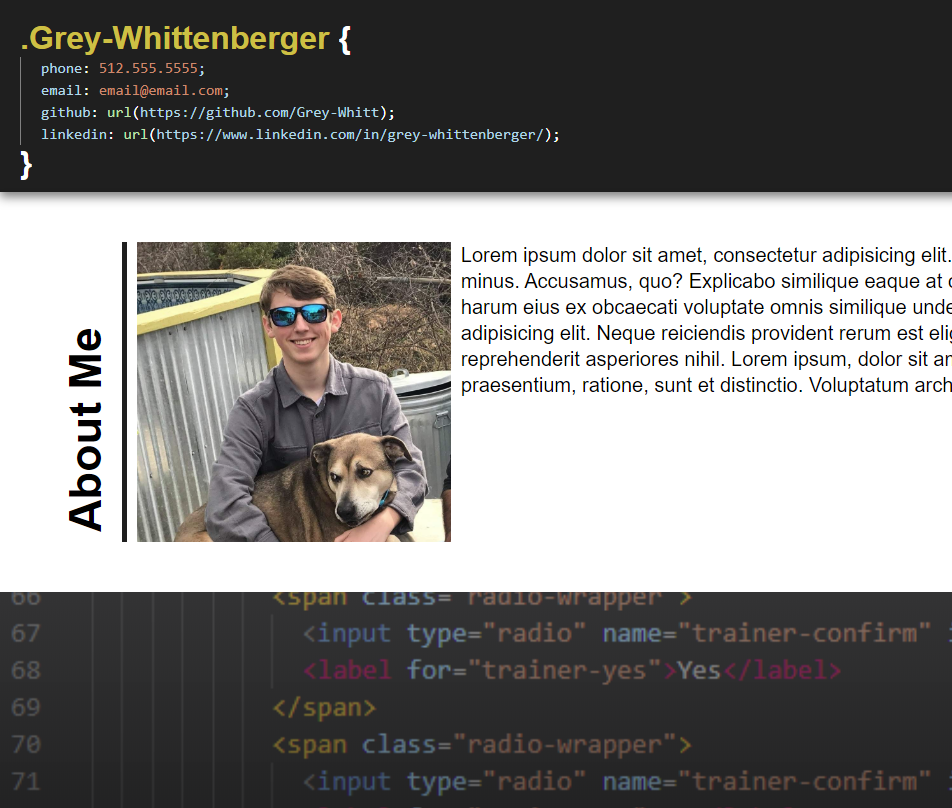 .Grey-Whittenberger {
phone: 512.555.5555;
email: email@email.com;
github: url(https://github.com/Grey-Whitt);
linkedin: url(https://www.linkedin.com/in/grey-whittenberger/);
}
About Me
Lorem ipsum dolor sit amet, consectetur adipisicing elit.
minus. Accusamus, quo? Explicabo similique eaque at
harum eius ex obcaecati voluptate omnis similique unde
adipisicing elit. Neque reiciendis provident rerum est
reprehenderit asperiores nihil. Lorem ipsum, dolor sit
praesentium, ratione, sunt et distinctio. Voluptatum
66 <span class="radio-wrapper">
67 <input type="radio" name="trainer-confirm"
68 <label for="trainer-yes">Yes</label>
69 </span>
70 <span class="radio-wrapper">
71 <input type="radio" name="trainer-confirm"